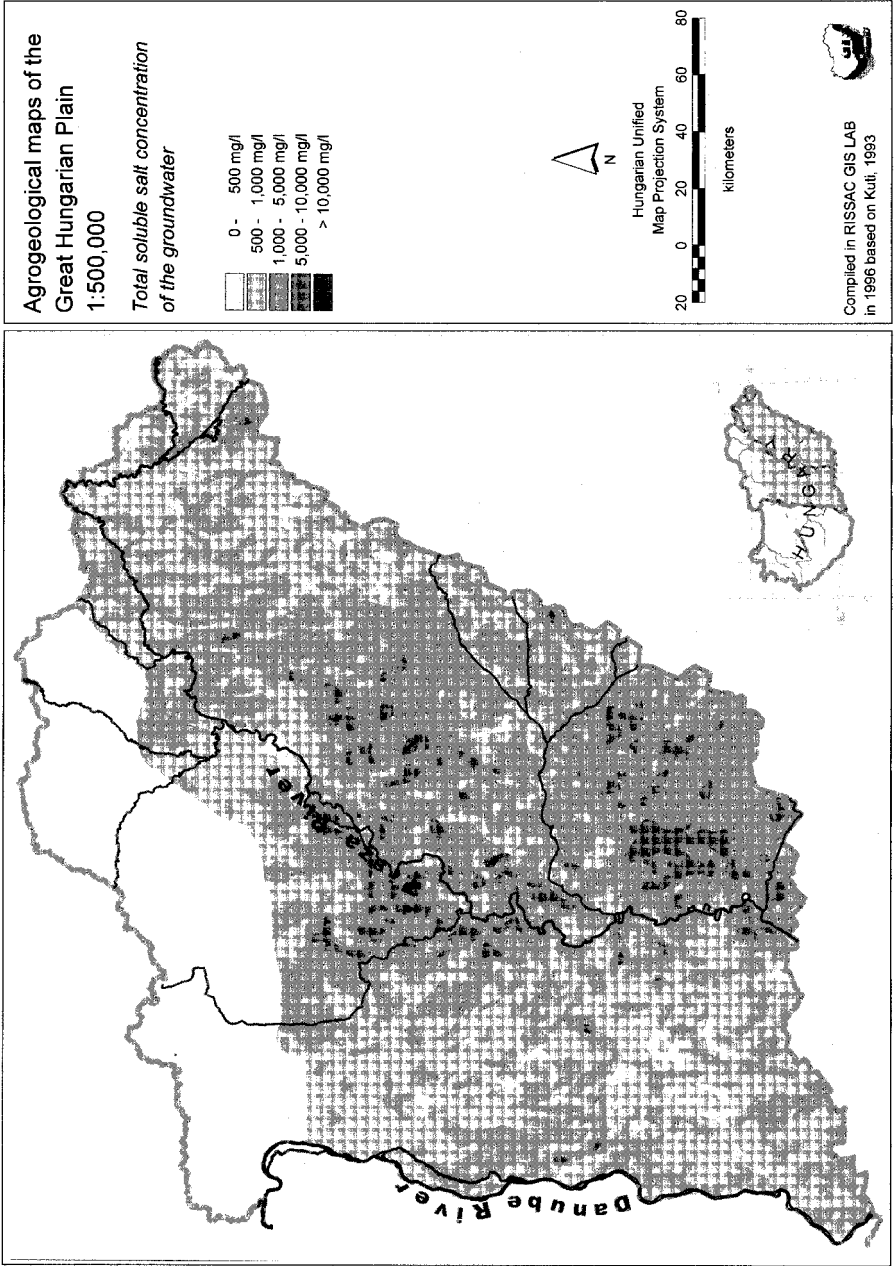 Agrogeological maps of the
Great Hungarian Plain
1:500,000
Total soluble salt concentration
of the groundwater
0 - 500 mg/l
500 - 1,000 mg/l
1,000 - 5,000 mg/l
5,000 - 10,000 mg/l
> 10,000 mg/l
N
Hungarian Unified
Map Projection System
20 0 20 40 60 80
kilometers
Compiled in RISSAC GIS LAB
in 1996 based on Kuti, 1993
River
Danube River
HUNGARY